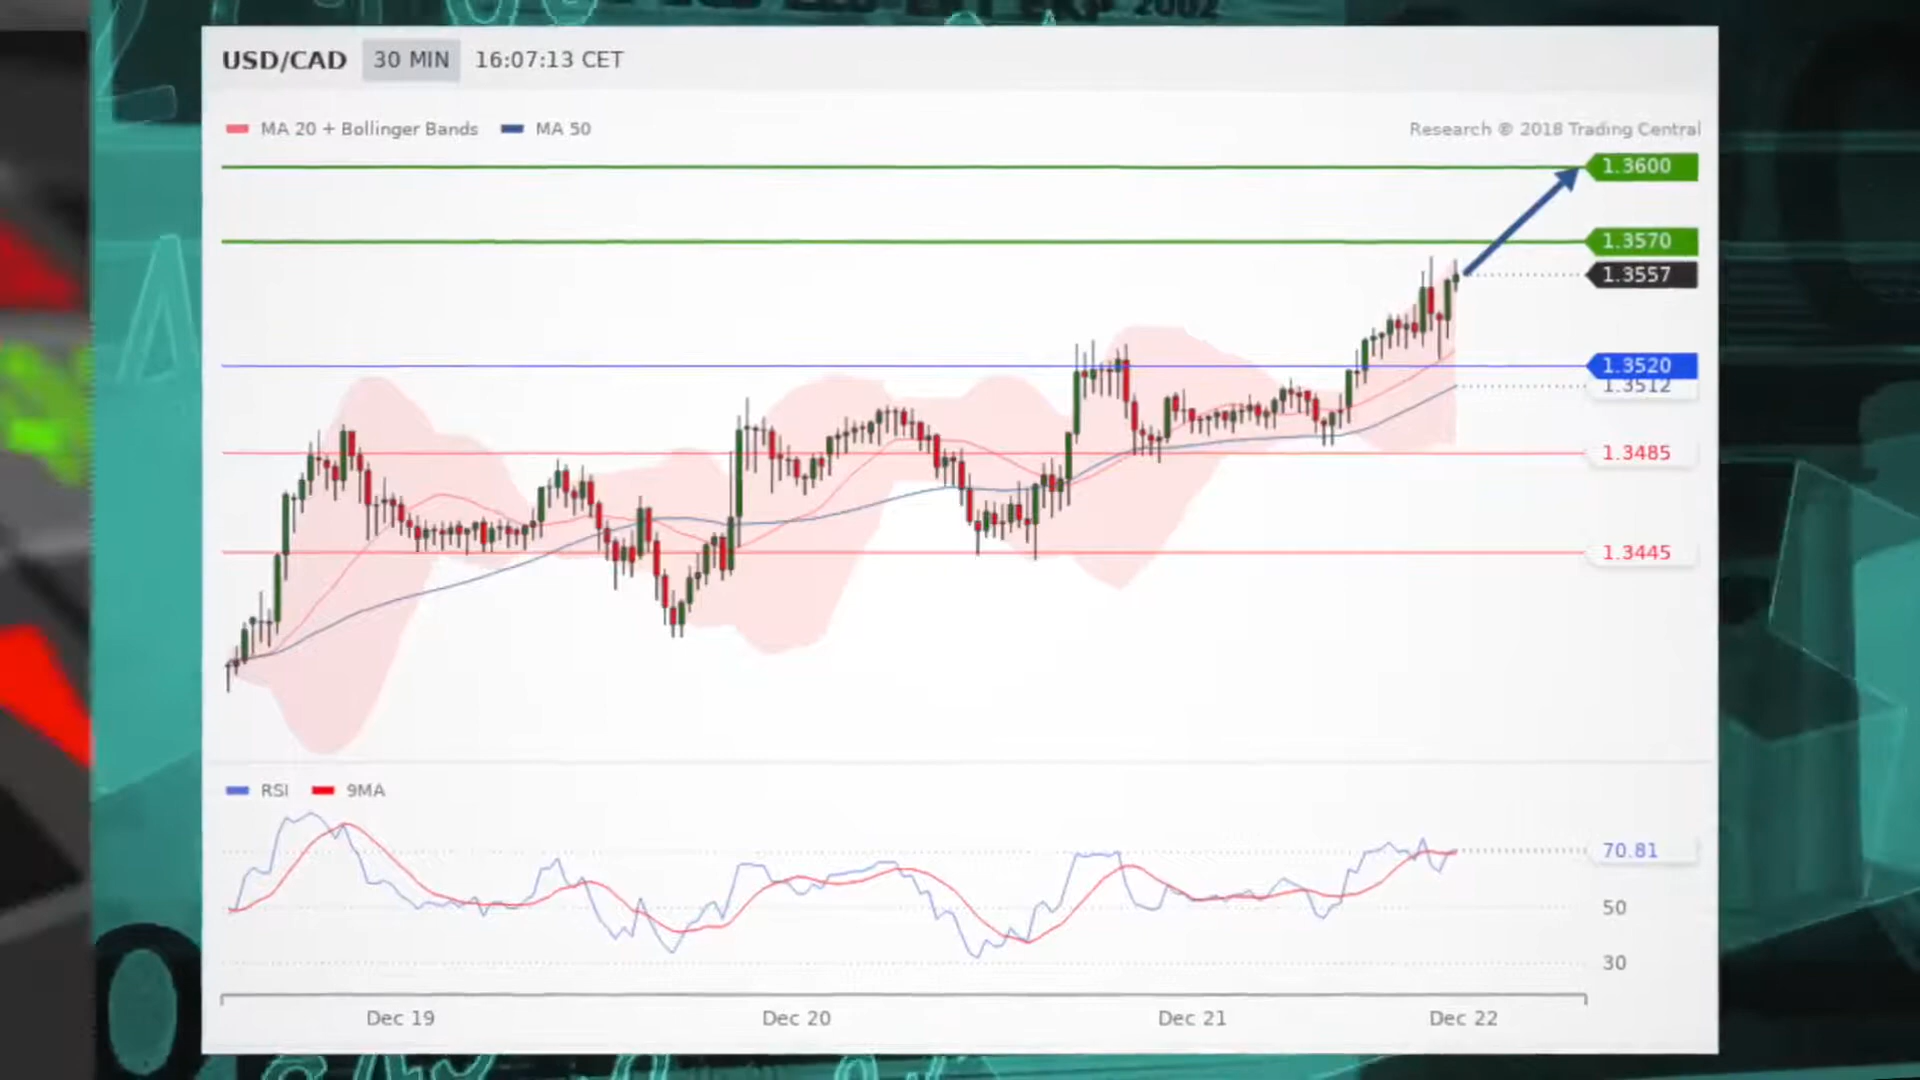 USD/CAD 30 MIN 16:07:13 CET
MA 20 + Bollinger Bands MA 50
Research © 2018 Trading Central
1.3600
1.3570
1.3557
1.3520
1.3512
1.3485
1.3445
RSI 9MA
70.81
50
30
Dec 19 Dec 20 Dec 21 Dec 22